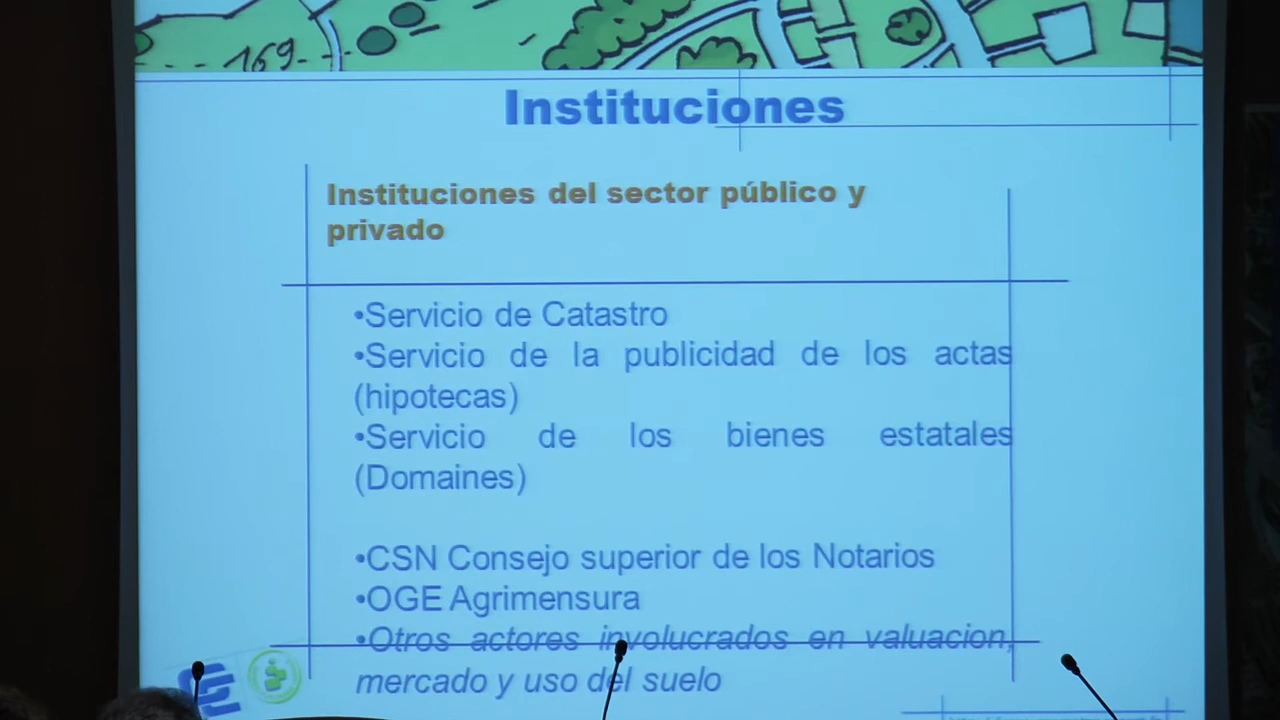 169
Instituciones
Instituciones del sector público y
privado
•Servicio de Catastro
•Servicio de la publicidad de los actas
(hipotecas)
•Servicio de los bienes estatales
(Domaines)
•CSN Consejo superior de los Notarios
•OGE Agrimensura
•Otros actores involucrados en valuacion,
mercado y uso del suelo